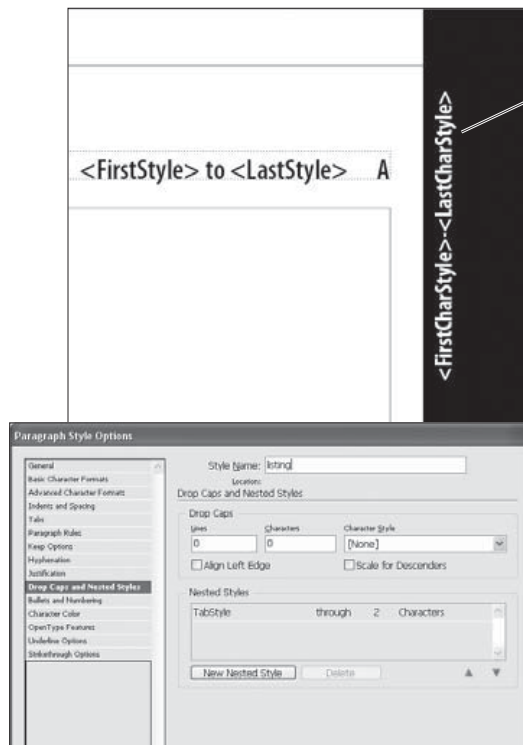 <FirstStyle> to <LastStyle> A
<FirstCharStyle>-<LastCharStyle>
Paragraph Style Options
General
Basic Character Formats
Advanced Character Formats
Indents and Spacing
Tabs
Paragraph Rules
Keep Options
Hyphenation
Justification
Drop Caps and Nested Styles
Bullets and Numbering
Character Color
OpenType Features
Underline Options
Strikethrough Options
Style Name: listing
Location:
Drop Caps and Nested Styles
Drop Caps
Lines Characters Character Style
0 0 [None]
Align Left Edge Scale for Descenders
Nested Styles
TabStyle through 2 Characters
New Nested Style Delete